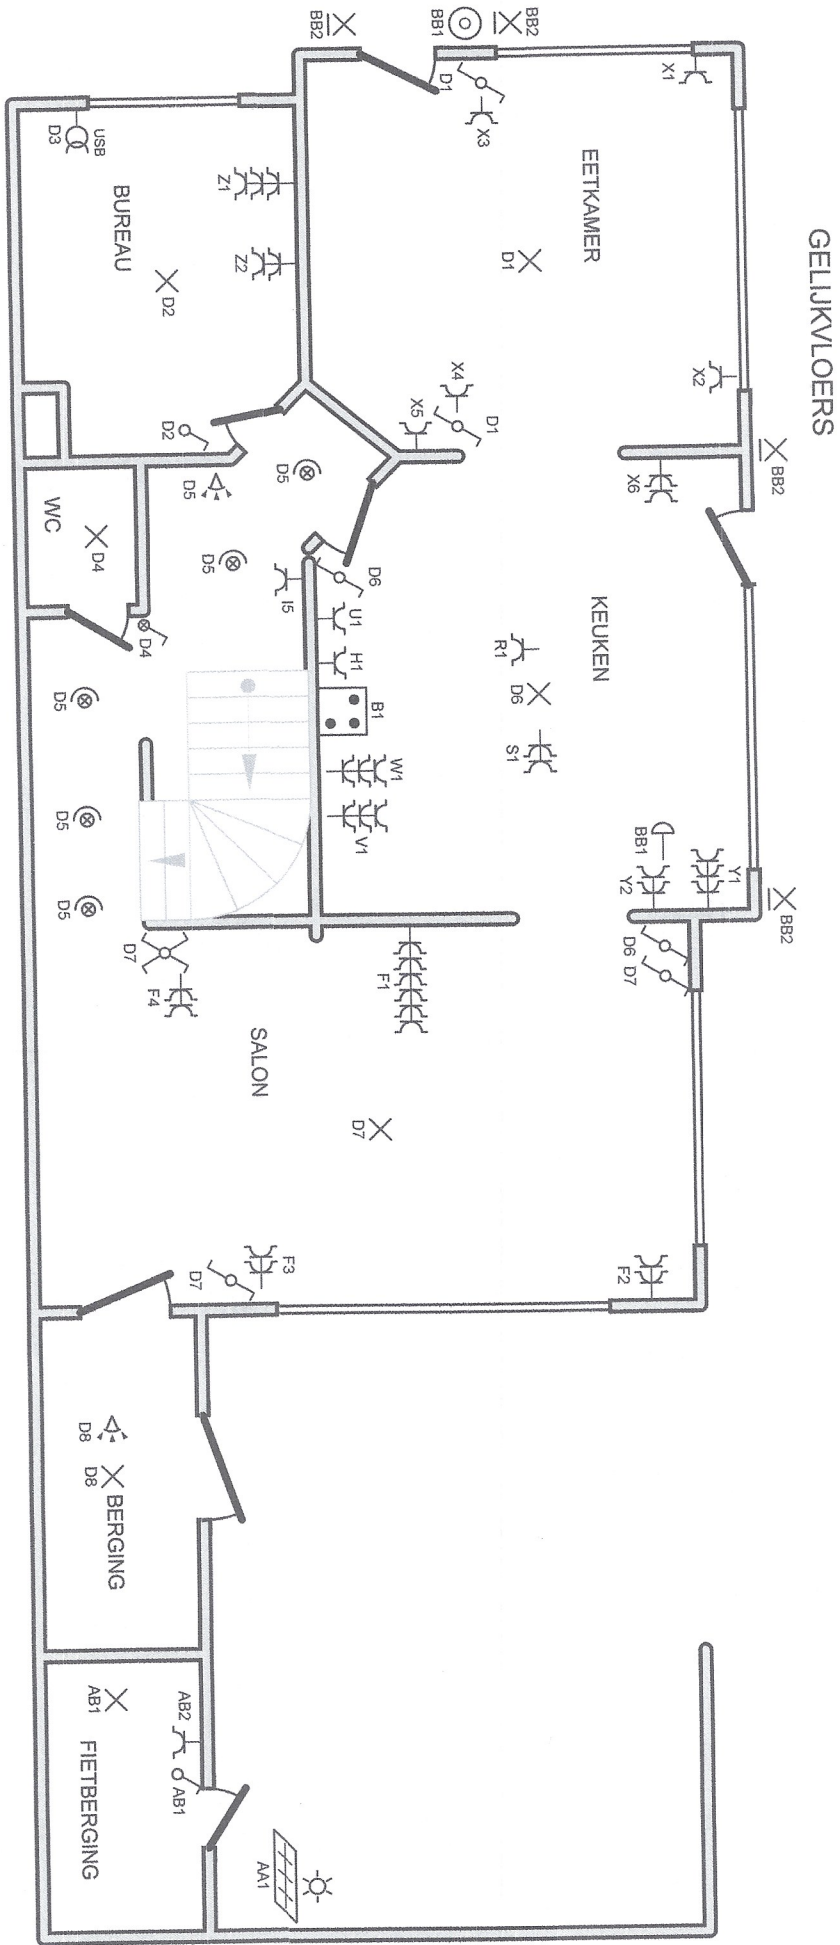 GELIJKVLOERS
BB2
BB1
BB2
X1
D1
X3
EETKAMER
D1
X2
X4
D1
X5
BB2
X6
USB
D3
BUREAU
Z1
Z2
D2
D2
D5
D5
WC
D4
D5
D4
D5
D5
D5
D6
I5
U1
H1
B1
W1
V1
KEUKEN
R1
D6
S1
BB1
Y2
Y1
BB2
D6
D7
D7
F4
F1
SALON
D7
D7
F3
F2
D8
D8
BERGING
AB1
AB2
AB1
FIETBERGING
AA1